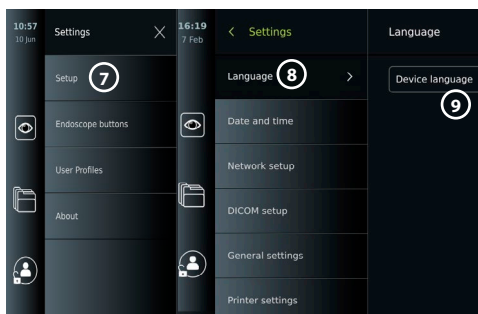 10:57
10 Jun
Settings
Setup
7
Endoscope buttons
User Profiles
About
16:19
7 Feb
Settings
Language
8
Date and time
Network setup
DICOM setup
General settings
Printer settings
Language
Device language
9